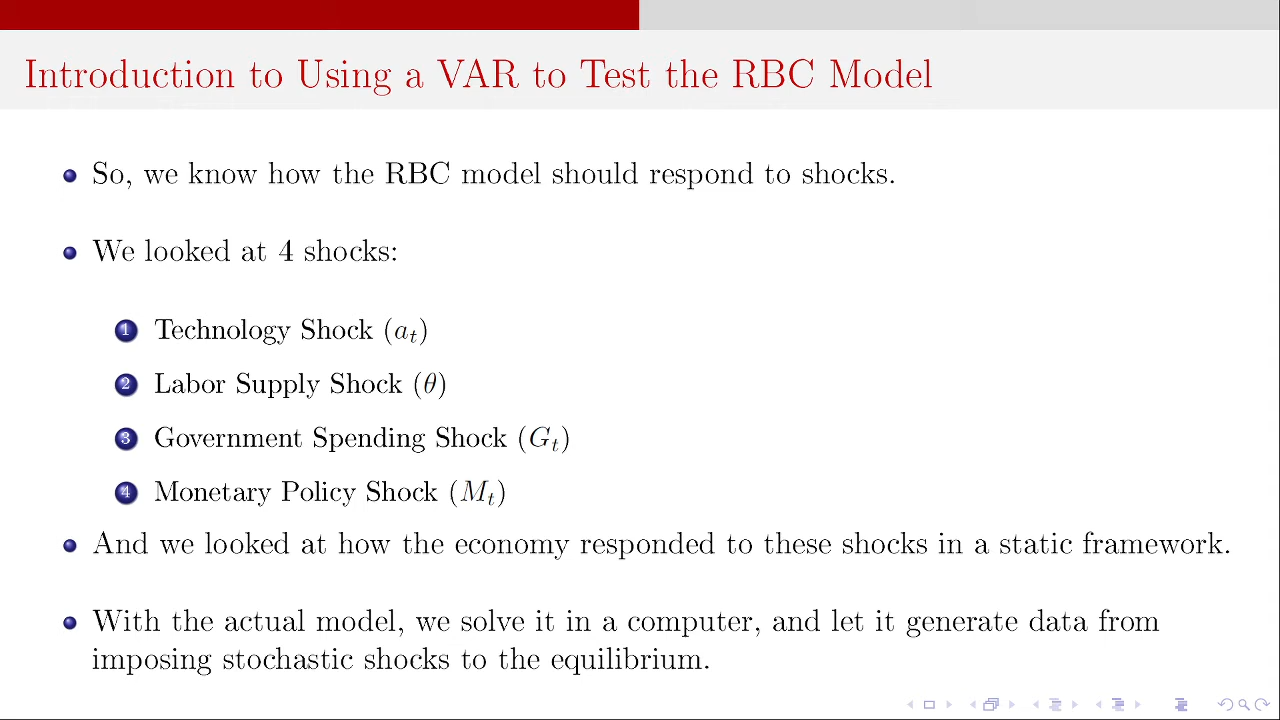 Introduction to Using a VAR to Test the RBC Model
So, we know how the RBC model should respond to shocks.
We looked at 4 shocks:
1 Technology Shock (aₜ)
2 Labor Supply Shock (θ)
3 Government Spending Shock (Gₜ)
4 Monetary Policy Shock (Mₜ)
And we looked at how the economy responded to these shocks in a static framework.
With the actual model, we solve it in a computer, and let it generate data from
imposing stochastic shocks to the equilibrium.